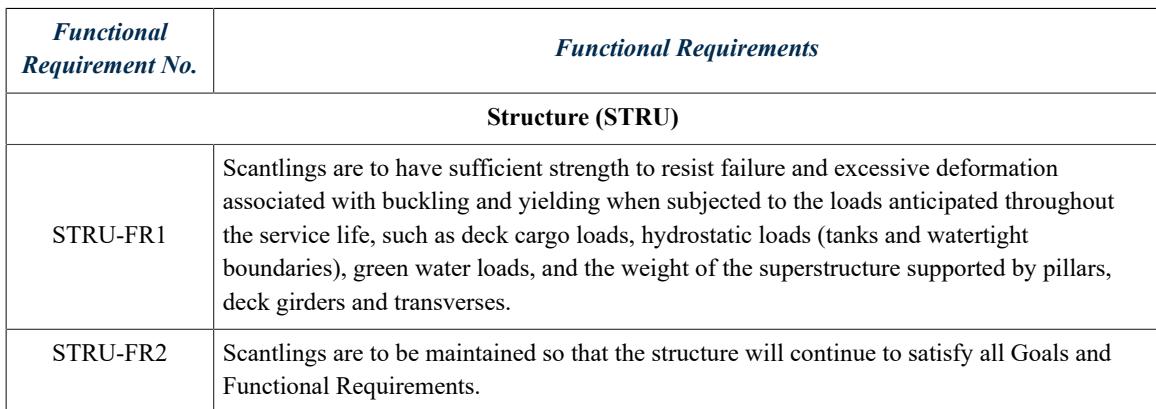 Functional
Requirement No.
Functional Requirements
Structure (STRU)
STRU-FR1
Scantlings are to have sufficient strength to resist failure and excessive deformation
associated with buckling and yielding when subjected to the loads anticipated throughout
the service life, such as deck cargo loads, hydrostatic loads (tanks and watertight
boundaries), green water loads, and the weight of the superstructure supported by pillars,
deck girders and transverses.
STRU-FR2
Scantlings are to be maintained so that the structure will continue to satisfy all Goals and
Functional Requirements.